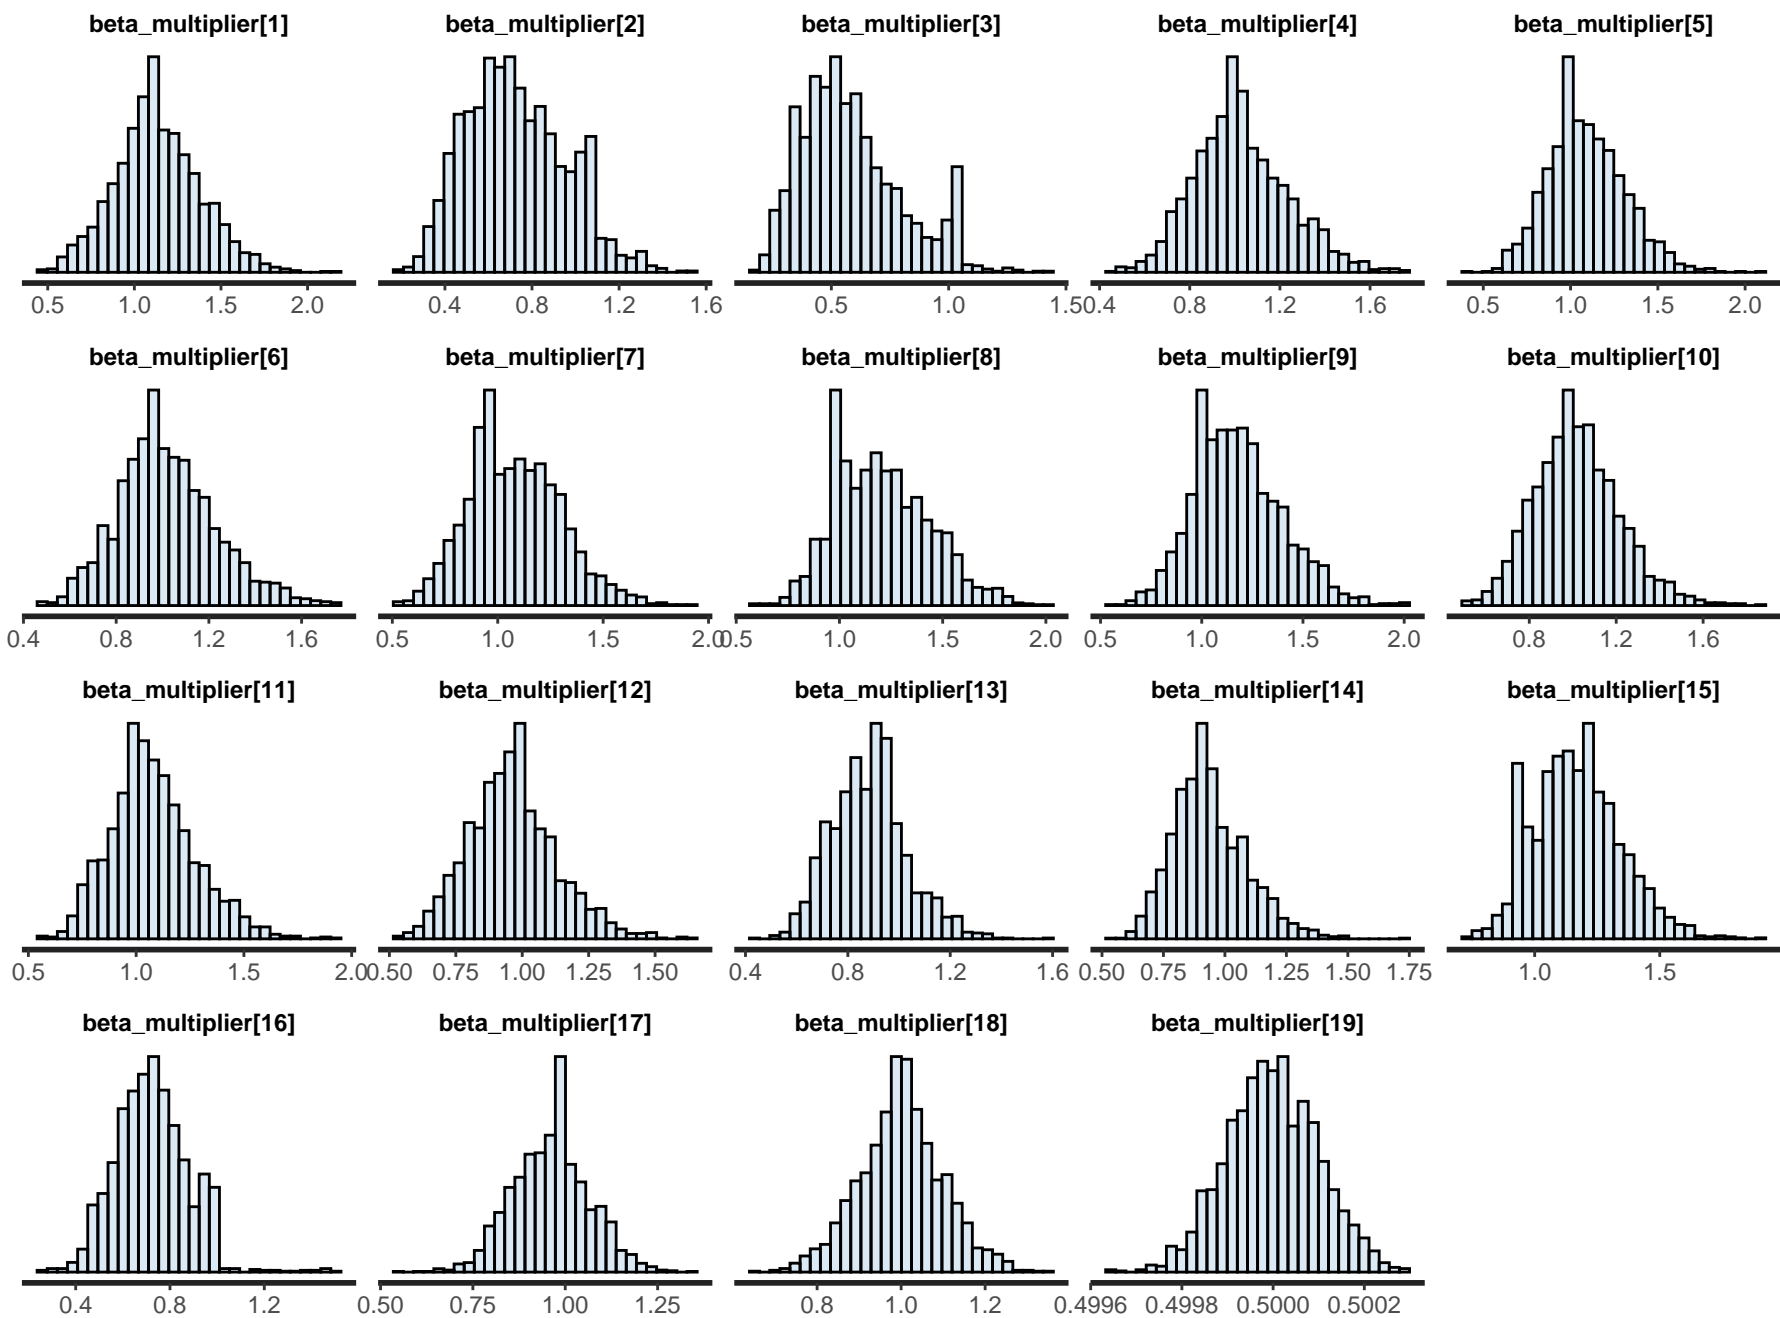 beta_multiplier[1] beta_multiplier[2] beta_multiplier[3] beta_multiplier[4] beta_multiplier[5]
0.5 1.0 1.5 2.0 0.4 0.8 1.2 1.6 0.5 1.0 1.5 0.4 0.8 1.2 1.6 0.5 1.0 1.5 2.0
beta_multiplier[6] beta_multiplier[7] beta_multiplier[8] beta_multiplier[9] beta_multiplier[10]
0.4 0.8 1.2 1.6 0.5 1.0 1.5 2.0 0.5 1.0 1.5 2.0 0.5 1.0 1.5 2.0 0.8 1.2 1.6
beta_multiplier[11] beta_multiplier[12] beta_multiplier[13] beta_multiplier[14] beta_multiplier[15]
0.5 1.0 1.5 2.0 0.50 0.75 1.00 1.25 1.50 0.4 0.8 1.2 1.6 0.50 0.75 1.00 1.25 1.50 1.75 1.0 1.5
beta_multiplier[16] beta_multiplier[17] beta_multiplier[18] beta_multiplier[19]
0.4 0.8 1.2 0.50 0.75 1.00 1.25 0.8 1.0 1.2 0.4996 0.4998 0.5000 0.5002